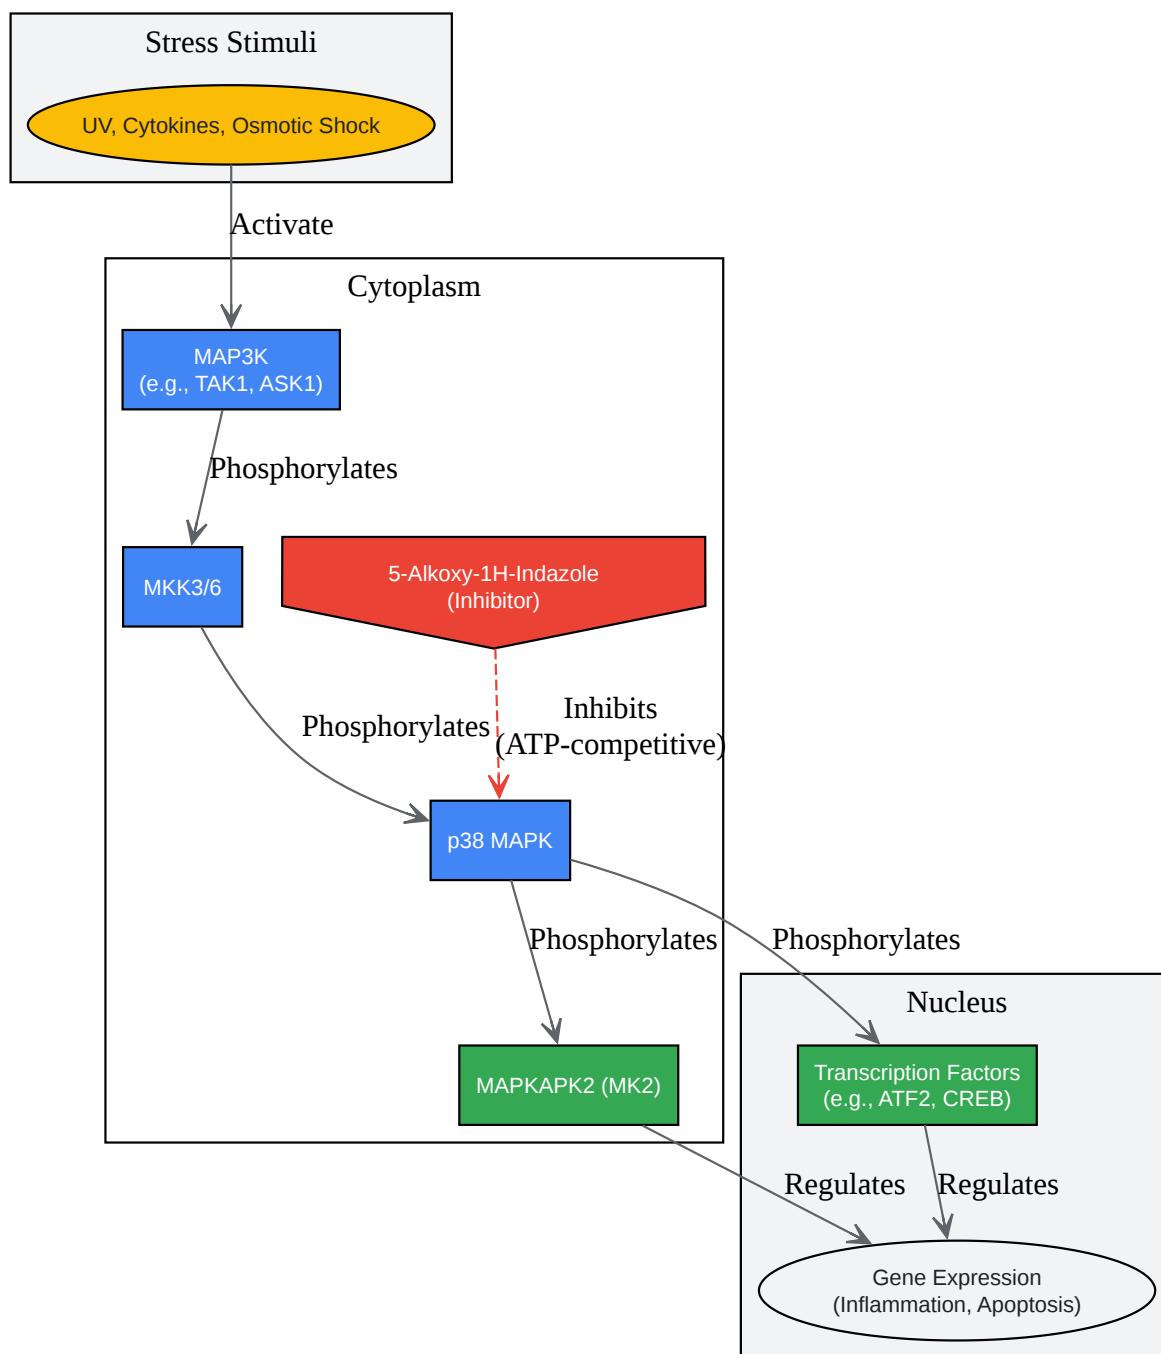 Stress Stimuli
UV, Cytokines, Osmotic Shock
Activate
Cytoplasm
MAP3K
(e.g., TAK1, ASK1)
Phosphorylates
MKK3/6
5-Alkoxy-1H-Indazole
(Inhibitor)
Phosphorylates
Inhibits
(ATP-competitive)
p38 MAPK
Phosphorylates
Phosphorylates
Nucleus
MAPKAPK2 (MK2)
Transcription Factors
(e.g., ATF2, CREB)
Regulates
Regulates
Gene Expression
(Inflammation, Apoptosis)